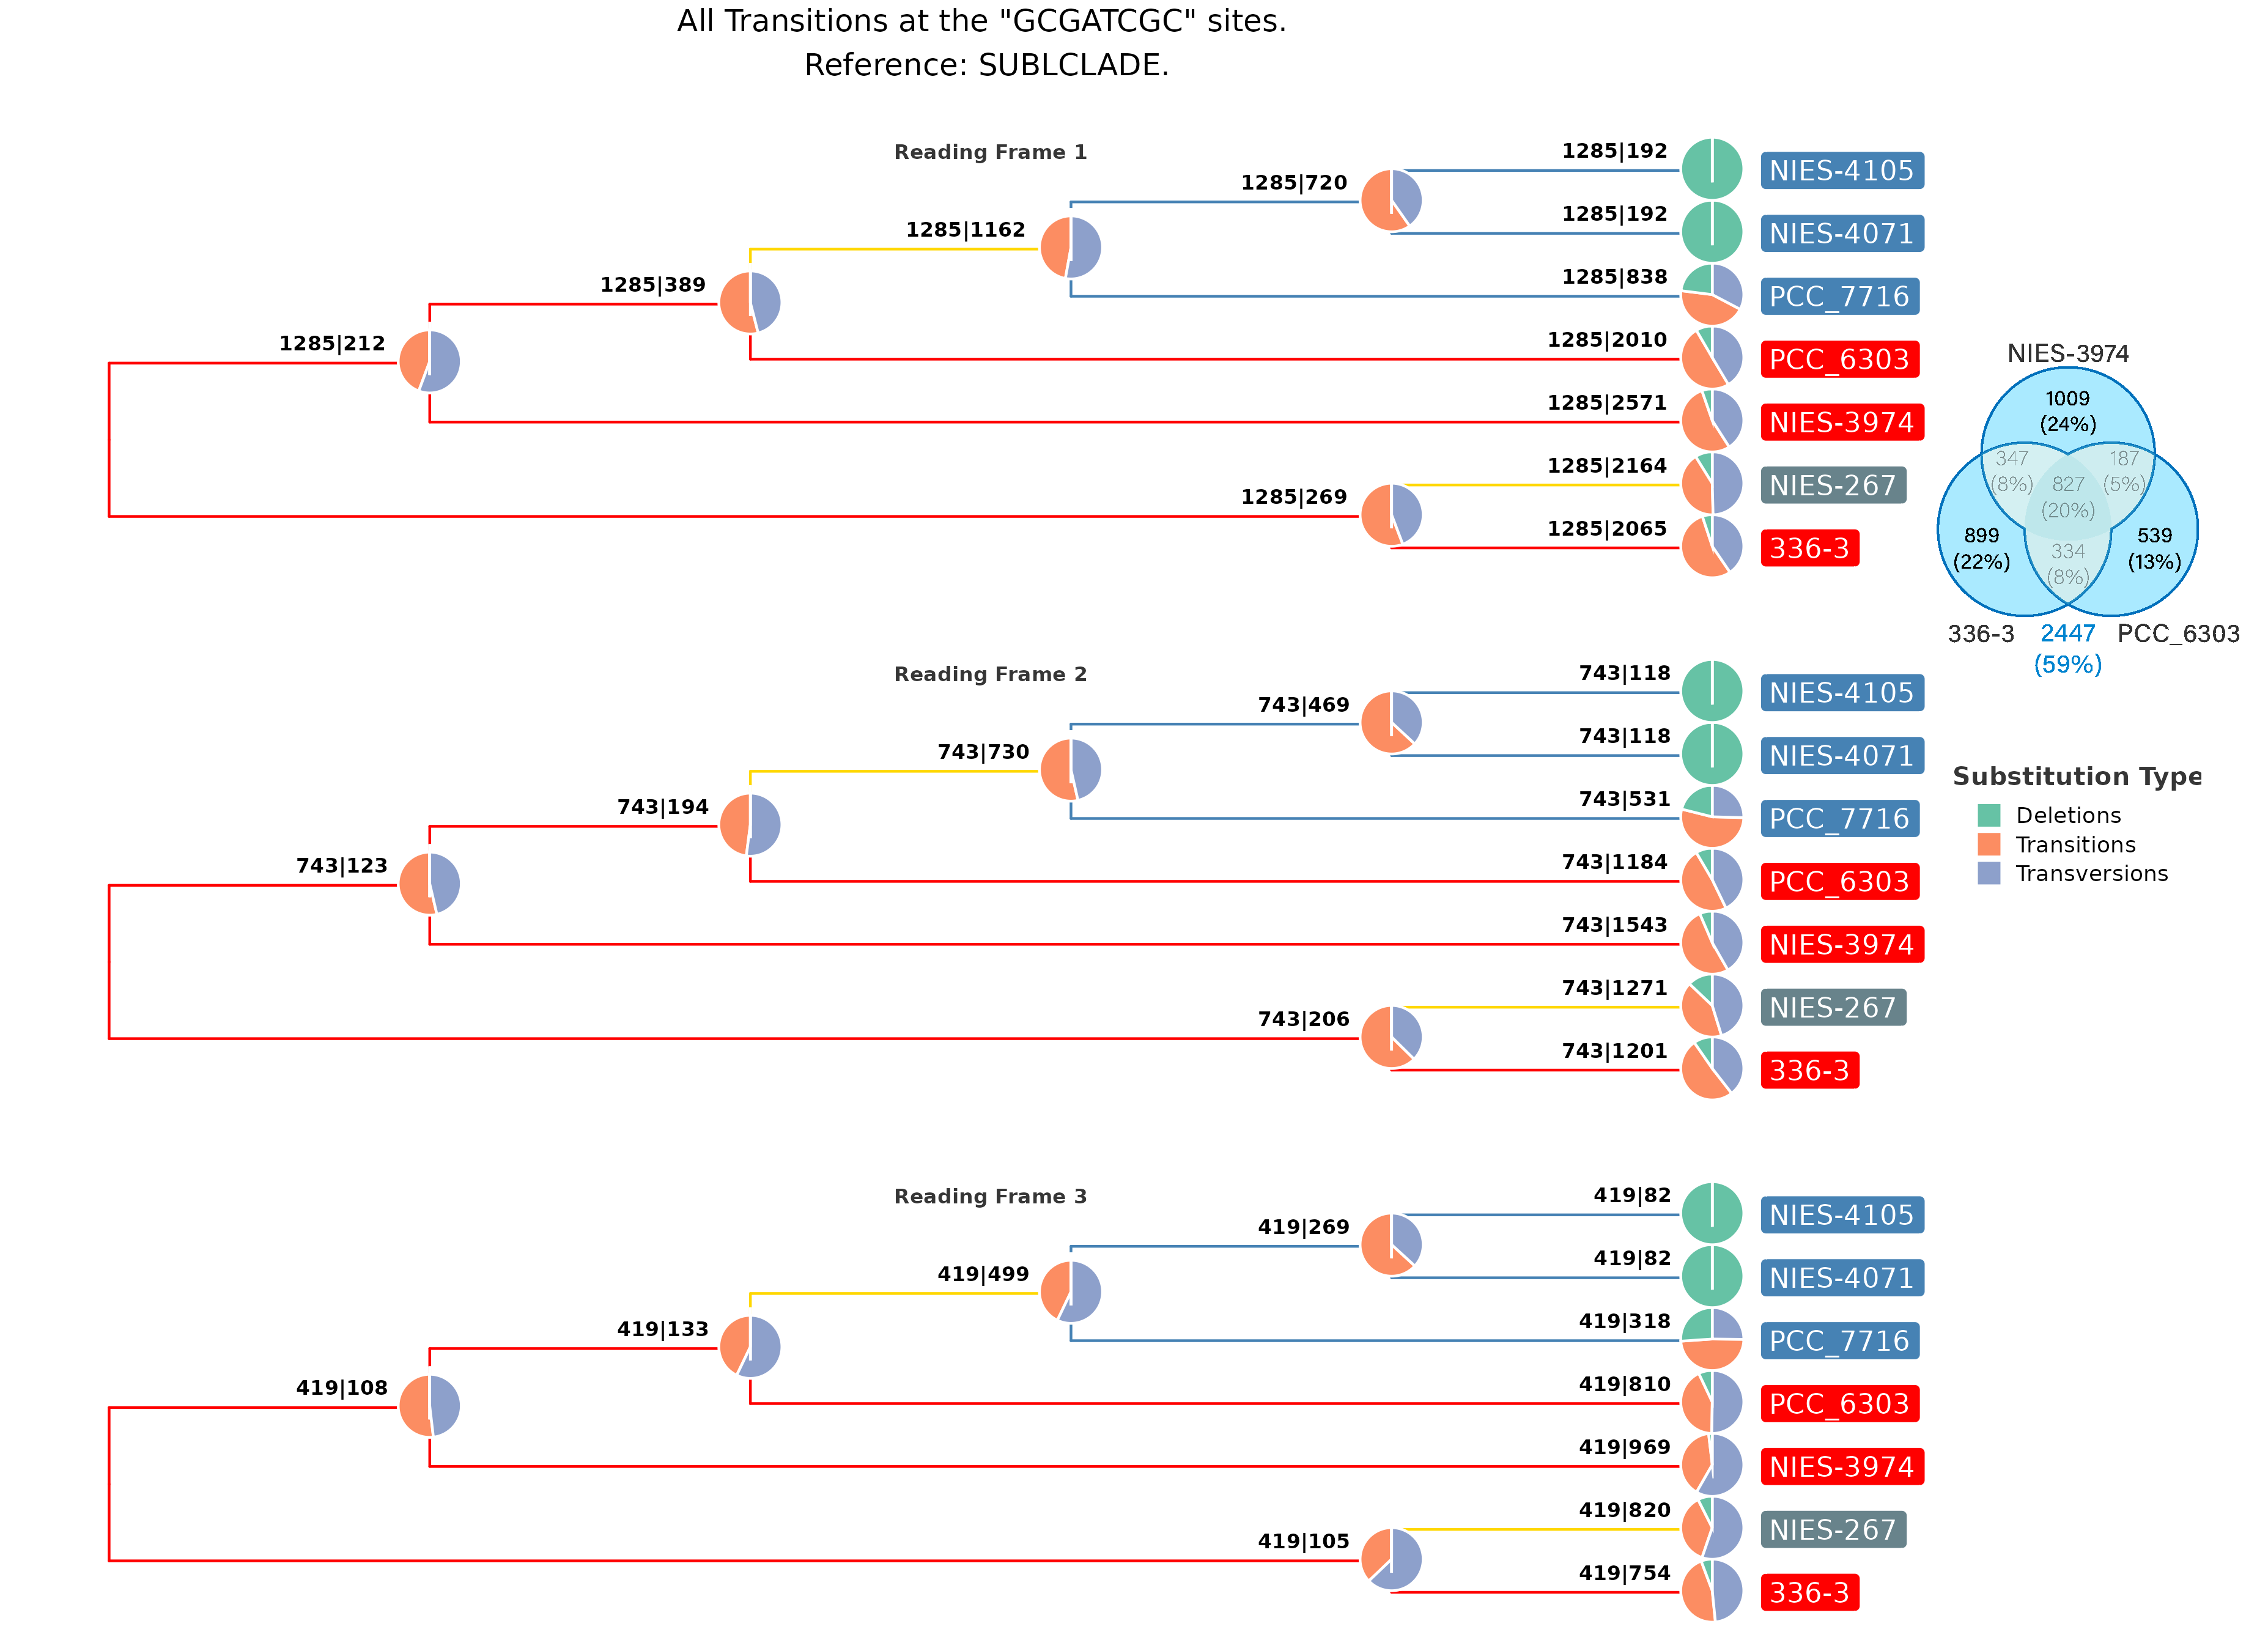 All Transitions at the "GCGATCGC" sites.
Reference: SUBLCLADE.
Reading Frame 1
1285|192
NIES-4105
1285|720
1285|192
NIES-4071
1285|1162
1285|838
PCC_7716
1285|389
1285|2010
PCC_6303
1285|212
1285|2571
NIES-3974
1285|2164
NIES-267
1285|269
1285|2065
336-3
NIES-3974
1009
(24%)
347
(8%)
187
(5%)
827
(20%)
899
(22%)
539
(13%)
334
(8%)
336-3
2447
(59%)
PCC_6303
Reading Frame 2
743|118
NIES-4105
743|469
743|118
NIES-4071
743|730
743|531
PCC_7716
743|194
743|1184
PCC_6303
743|123
743|1543
NIES-3974
743|1271
NIES-267
743|206
743|1201
336-3
Substitution Type
Deletions
Transitions
Transversions
Reading Frame 3
419|82
NIES-4105
419|269
419|82
NIES-4071
419|499
419|318
PCC_7716
419|133
419|810
PCC_6303
419|108
419|969
NIES-3974
419|820
NIES-267
419|105
419|754
336-3